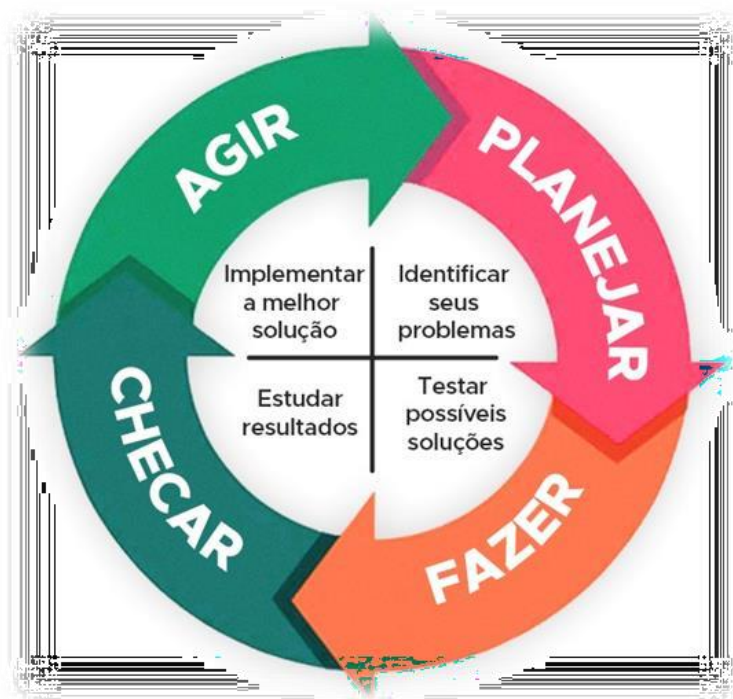 AGIR
PLANEJAR
Implementar
a melhor
solução
Identificar
seus
problemas
Estudar
resultados
Testar
possíveis
soluções
CHECAR
FAZER